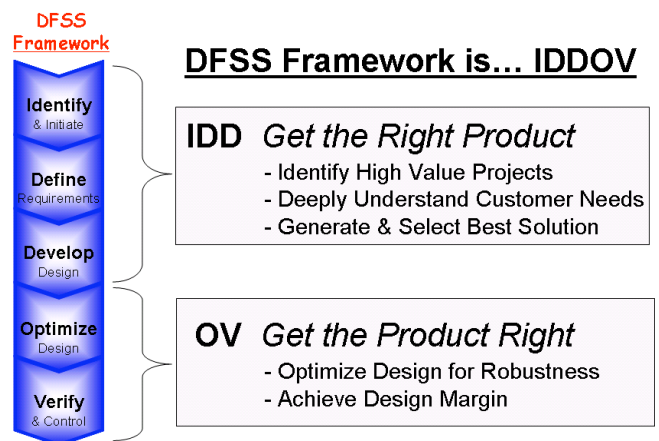 DFSS
Framework
Identify
& Initiate
Define
Requirements
Develop
Design
Optimize
Design
Verify
& Control
DFSS Framework is... IDDOV
IDD Get the Right Product
- Identify High Value Projects
- Deeply Understand Customer Needs
- Generate & Select Best Solution
OV Get the Product Right
- Optimize Design for Robustness
- Achieve Design Margin